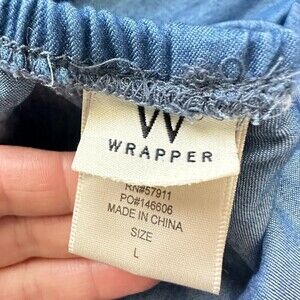 W
WRAPPER
RN#57911
PO#146606
MADE IN CHINA
SIZE
L